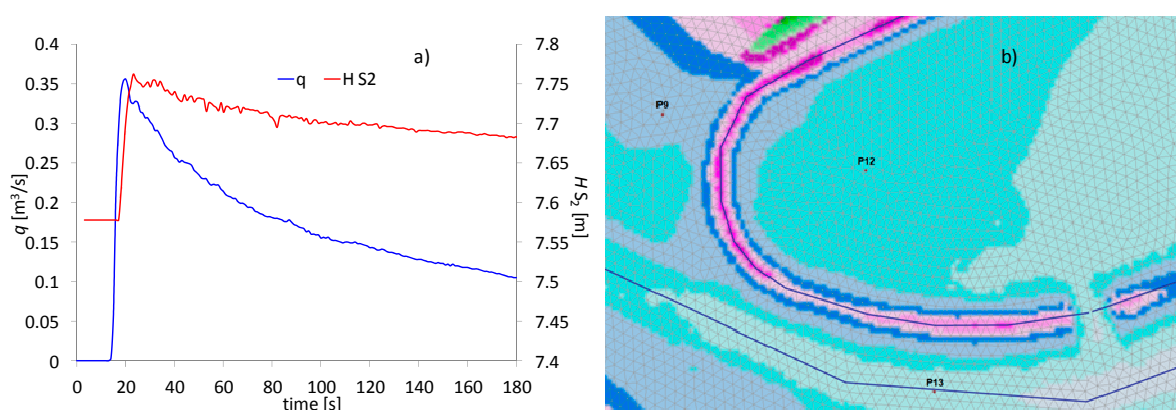 a)
q
H S2
q [m³/s]
0.4
0.35
0.3
0.25
0.2
0.15
0.1
0.05
0
7.8
7.75
7.7
7.65
7.6
7.55
7.5
7.45
7.4
H S₂ [m]
0 20 40 60 80 100 120 140 160 180
time [s]
b)
P9
P12
P13